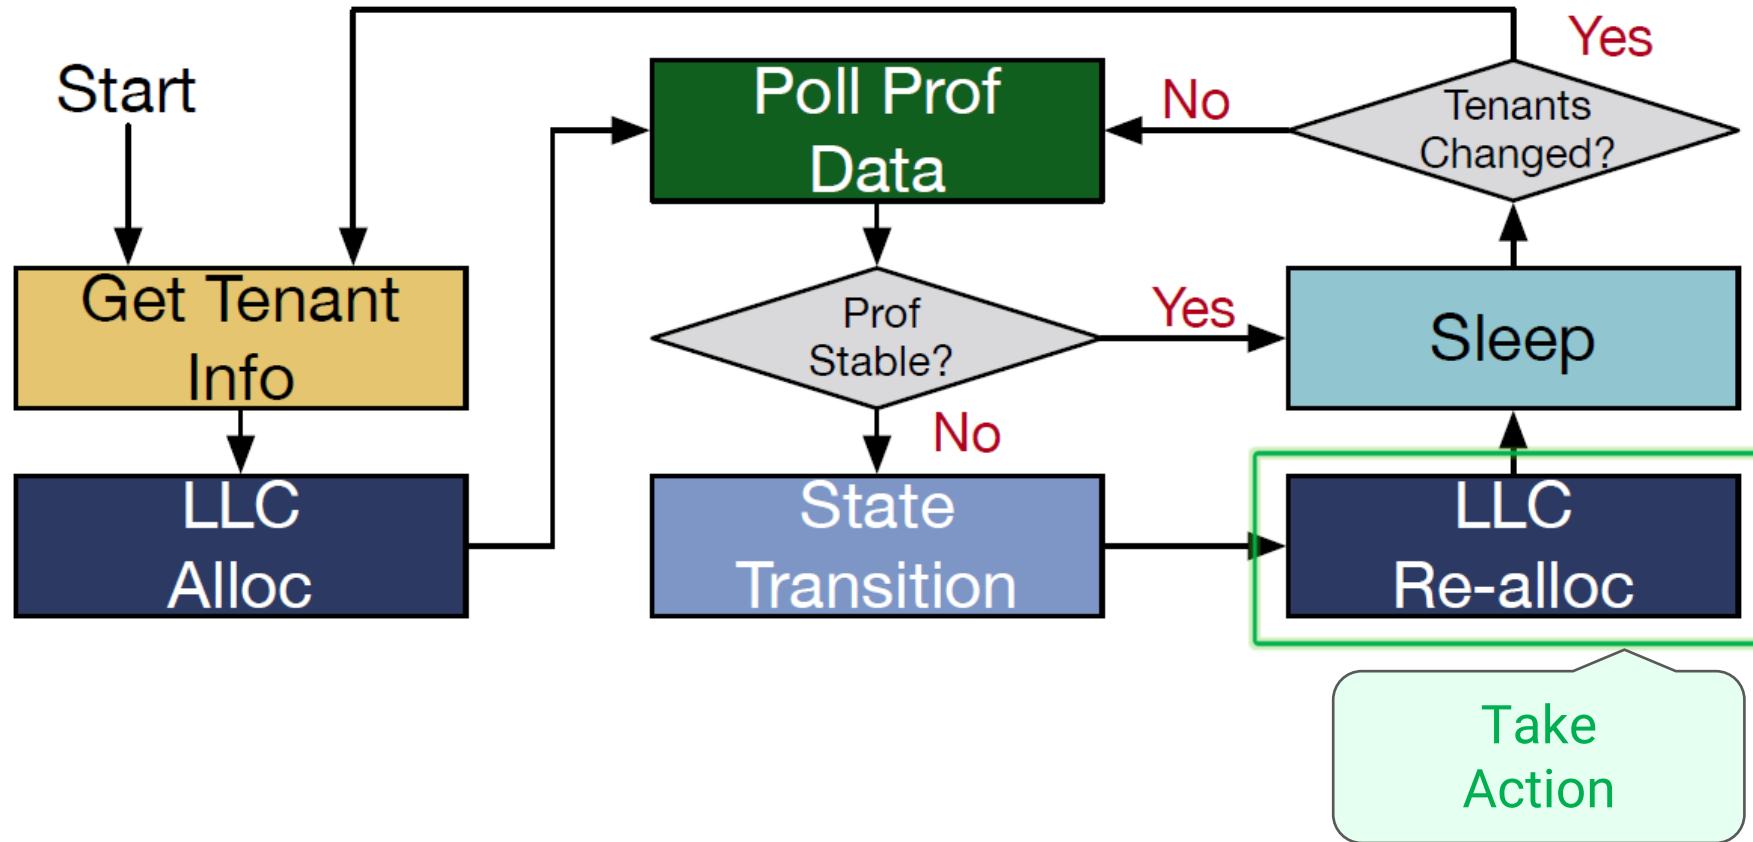 Start
Get Tenant
Info
LLC
Alloc
Poll Prof
Data
Prof
Stable?
No
Yes
State
Transition
LLC
Re-alloc
Sleep
Tenants
Changed?
No
Yes
Take
Action